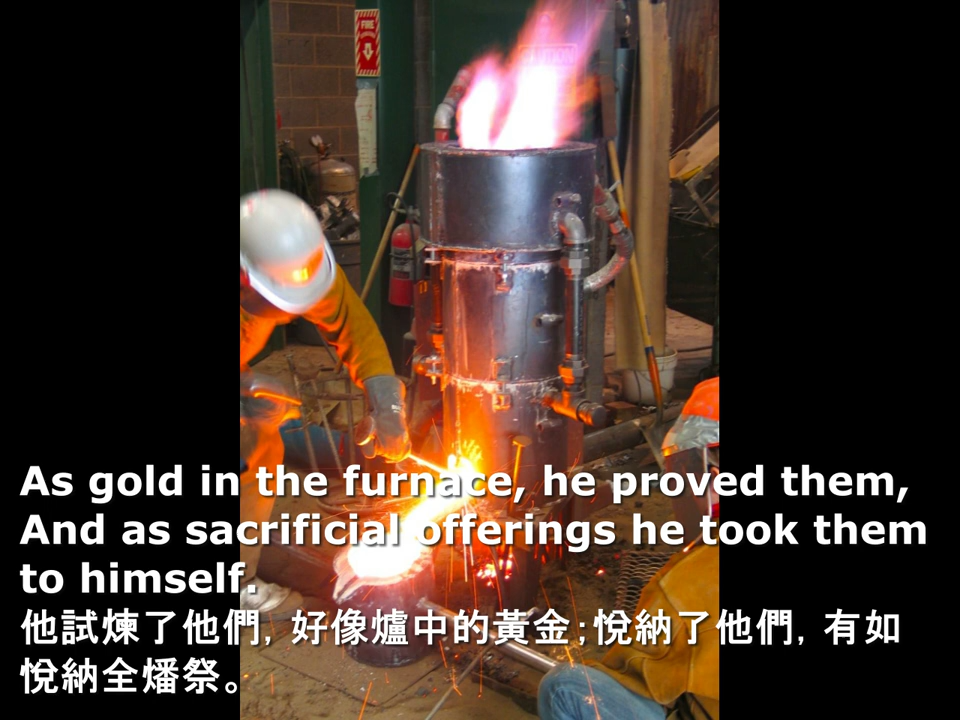 FIRE
As gold in the furnace, he proved them,
And as sacrificial offerings he took them
to himself.
他試煉了他們，好像爐中的黃金；悅納了他們，有如
悅納全燔祭。